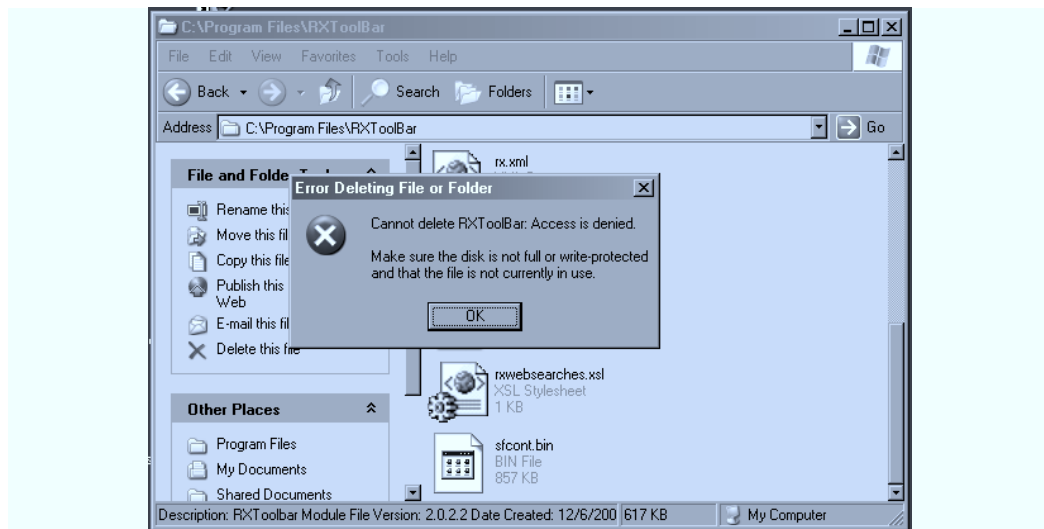 C:\Program Files\RXToolBar
File Edit View Favorites Tools Help
Back Search Folders
Address C:\Program Files\RXToolBar Go
File and Folde
Rename this
Move this fil
Copy this file
Publish this
Web
E-mail this fil
Delete this file
Other Places
Program Files
My Documents
Shared Documents
rx.xml
Error Deleting File or Folder
Cannot delete RXToolBar: Access is denied.
Make sure the disk is not full or write-protected
and that the file is not currently in use.
OK
rxwebsearches.xsl
XSL Stylesheet
1 KB
sfcont.bin
BIN File
857 KB
Description: RXToolbar Module File Version: 2.0.2.2 Date Created: 12/6/200 617 KB My Computer